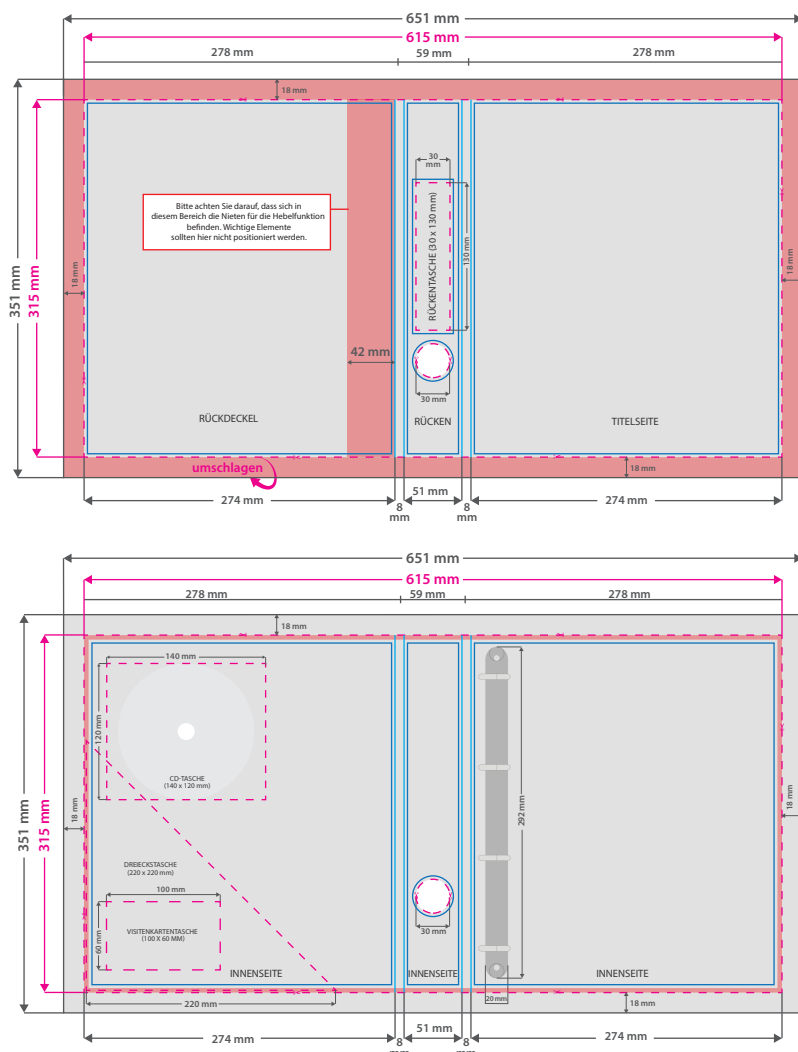 651 mm
615 mm
278 mm
59 mm
278 mm
18 mm
351 mm
315 mm
18 mm
18 mm
30
mm
Bitte achten Sie darauf, dass sich in
diesem Bereich die Nieten für die Hebelfunktion
befinden. Wichtige Elemente
sollten hier nicht positioniert werden.
RÜCKENTASCHE (30 x 130 mm)
130 mm
42 mm
30 mm
RÜCKDECKEL
RÜCKEN
TITELSEITE
umschlagen
18 mm
274 mm
8
mm
51 mm
8
mm
274 mm
651 mm
615 mm
278 mm
59 mm
278 mm
18 mm
351 mm
315 mm
18 mm
18 mm
140 mm
120 mm
CD-TASCHE
(140 x 120 mm)
292 mm
DREIECKSTASCHE
(220 x 220 mm)
100 mm
60 mm
VISITENKARTENTASCHE
(100 X 60 MM)
30 mm
INNENSEITE
INNENSEITE
INNENSEITE
220 mm
20 mm
18 mm
274 mm
8
mm
51 mm
8
mm
274 mm